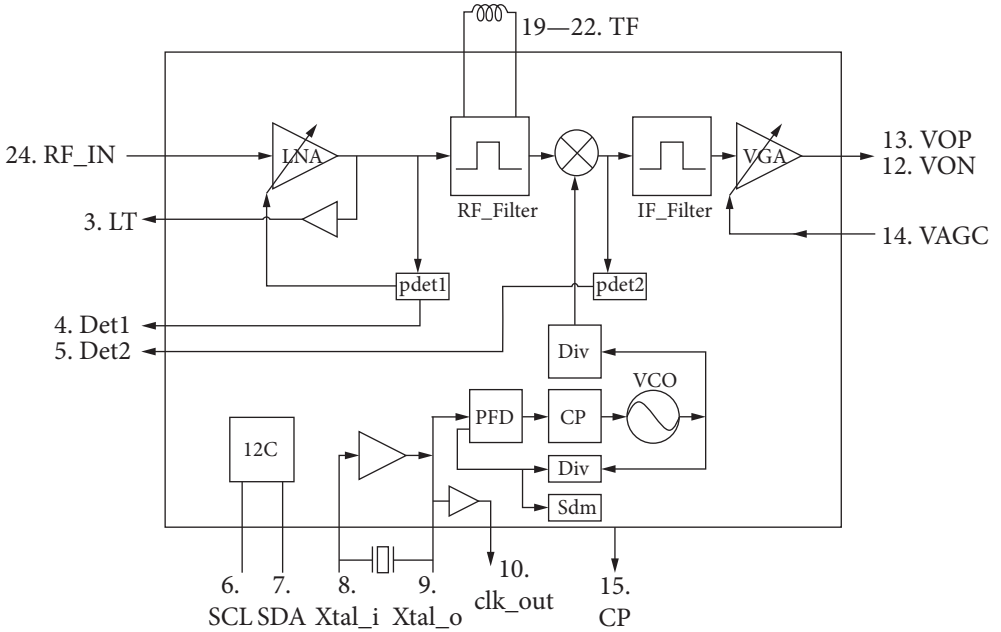 19—22. TF
24. RF_IN
LNA
RF_Filter
IF_Filter
VGA
13. VOP
12. VON
3. LT
14. VAGC
pdet1
pdet2
4. Det1
5. Det2
Div
VCO
PFD
CP
12C
Div
Sdm
6.
SCL
7.
SDA
8.
Xtal_i
9.
Xtal_o
10.
clk_out
15.
CP